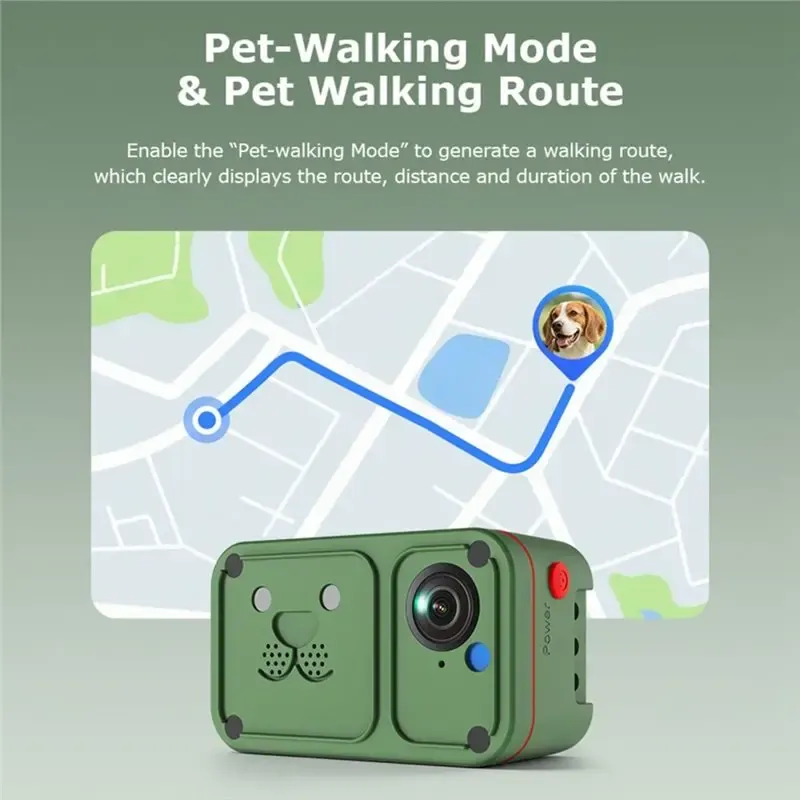 Pet-Walking Mode
& Pet Walking Route
Enable the “Pet-walking Mode” to generate a walking route,
which clearly displays the route, distance and duration of the walk.
Power